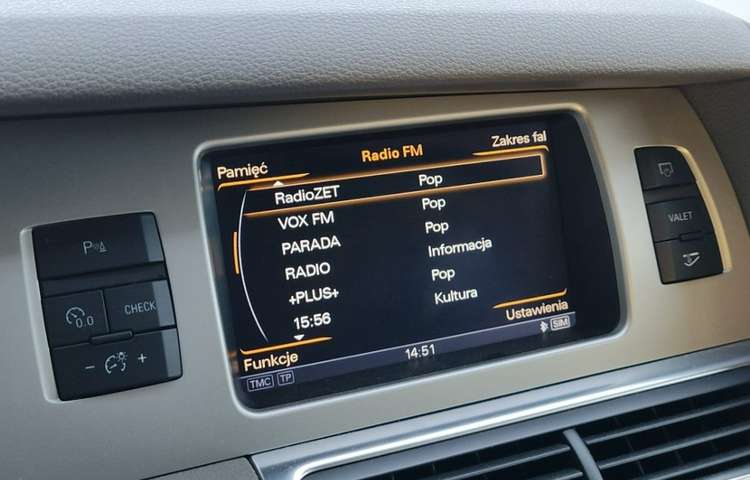 Pamięć
Radio FM
Zakres fal
RadioZET Pop
VOX FM Pop
PARADA Pop
RADIO Informacja
+PLUS+ Pop
15:56 Kultura
Funkcje
Ustawienia
TMC TP
14:51
SIM
P
0.0 CHECK
- +
VALET